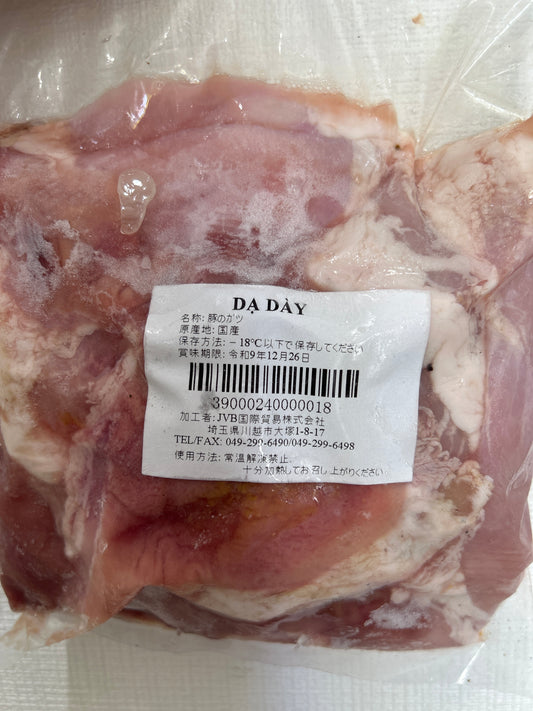 DẠ DÀY
名称: 豚のガツ
原産地: 国産
保存方法: －18℃以下で保存してください
賞味期限: 令和9年12月26日
39000240000018
加工者: JVB国際貿易株式会社
埼玉県川越市大塚1-8-17
TEL/FAX: 049-299-6490/049-299-6498
使用方法: 常温解凍禁止.
十分加熱してお召し上がりください。